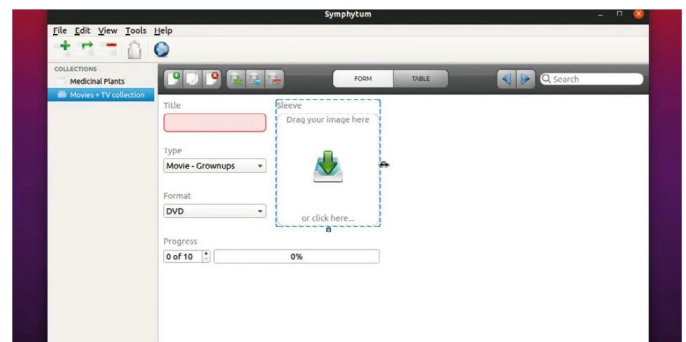 Symphytum
File Edit View Tools Help
COLLECTIONS
Medicinal Plants
Movies + TV collection
FORM TABLE
Search
Title
Sleeve
Drag your image here
Type
Movie - Grownups
Format
DVD
or click here...
Progress
0 of 10
0%